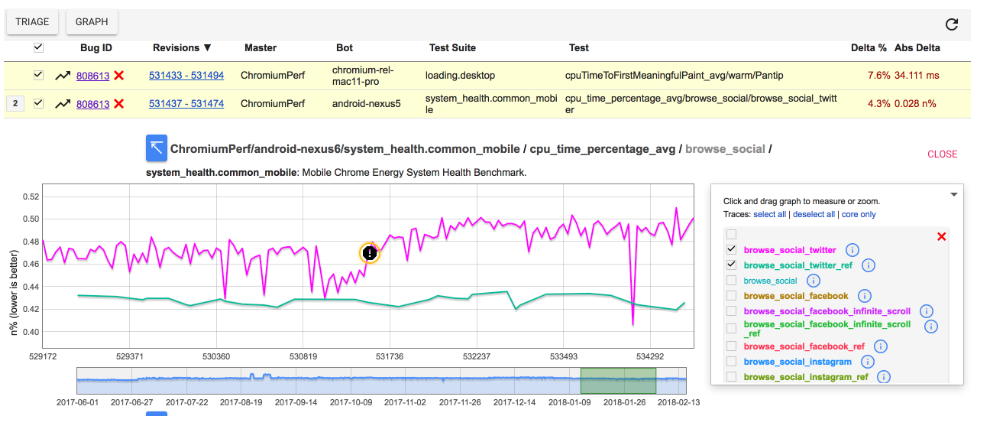 TRIAGE GRAPH
Bug ID Revisions ▼ Master Bot Test Suite Test Delta % Abs Delta
808613 531433 - 531494 ChromiumPerf chromium-rel-mac11-pro loading.desktop cpuTimeToFirstMeaningfulPaint_avg/warm/Pantip 7.6% 34.111 ms
2 808613 531437 - 531474 ChromiumPerf android-nexus5 system_health.common_mobile cpu_time_percentage_avg/browse_social/browse_social_twitter 4.3% 0.028 n%
ChromiumPerf/android-nexus6/system_health.common_mobile / cpu_time_percentage_avg / browse_social /
CLOSE
system_health.common_mobile: Mobile Chrome Energy System Health Benchmark.
n% (lower is better)
0.52
0.50
0.48
0.46
0.44
0.42
0.40
529172 529371 530360 530819 531736 532237 533493 534292
2017-06-01 2017-06-27 2017-07-22 2017-08-19 2017-09-14 2017-10-09 2017-11-02 2017-11-26 2017-12-14 2018-01-09 2018-01-26 2018-02-13
Click and drag graph to measure or zoom.
Traces: select all | deselect all | core only
browse_social_twitter
browse_social_twitter_ref
browse_social
browse_social_facebook
browse_social_facebook_infinite_scroll
browse_social_facebook_infinite_scroll
_ref
browse_social_facebook_ref
browse_social_instagram
browse_social_instagram_ref